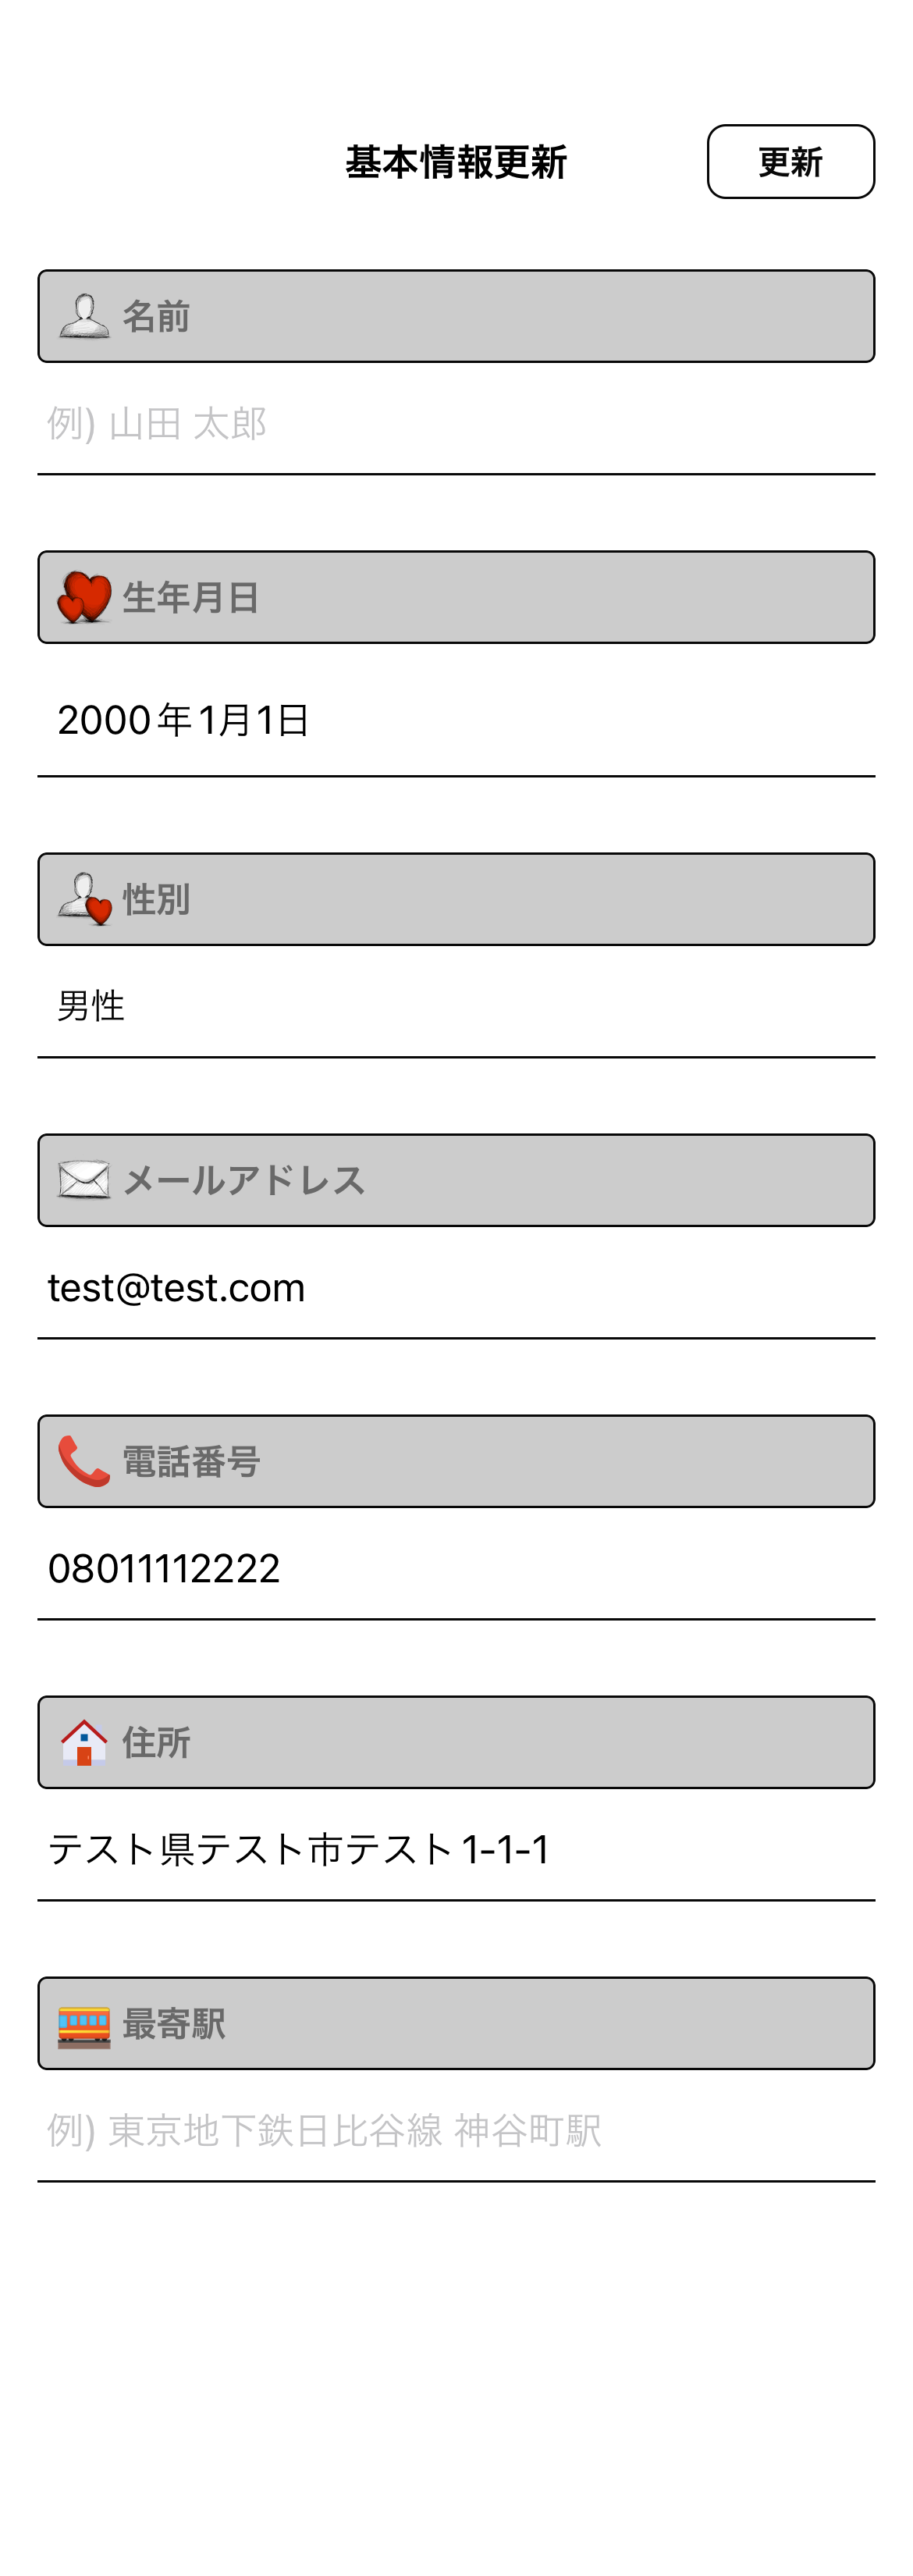 基本情報更新
更新
名前
例) 山田 太郎
生年月日
2000年1月1日
性別
男性
メールアドレス
test@test.com
電話番号
08011112222
住所
テスト県テスト市テスト1-1-1
最寄駅
例) 東京地下鉄日比谷線 神谷町駅